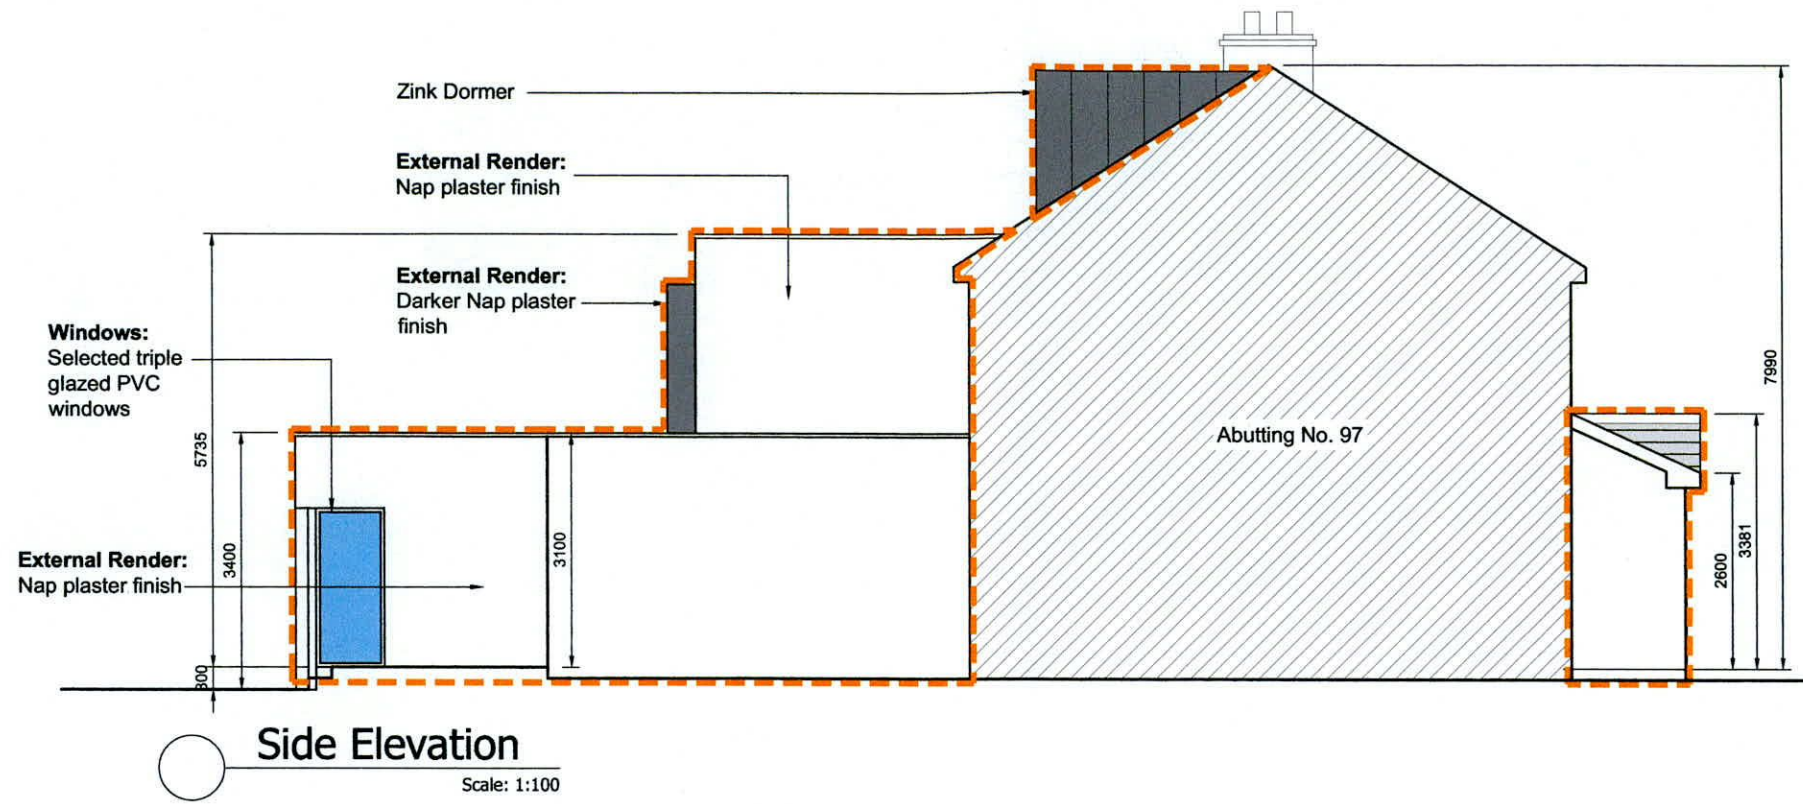 Zink Dormer
External Render:
Nap plaster finish
External Render:
Darker Nap plaster
finish
Windows:
Selected triple
glazed PVC
windows
External Render:
Nap plaster finish
5735
300
3400
3100
Abutting No. 97
7990
3381
2600
Side Elevation
Scale: 1:100